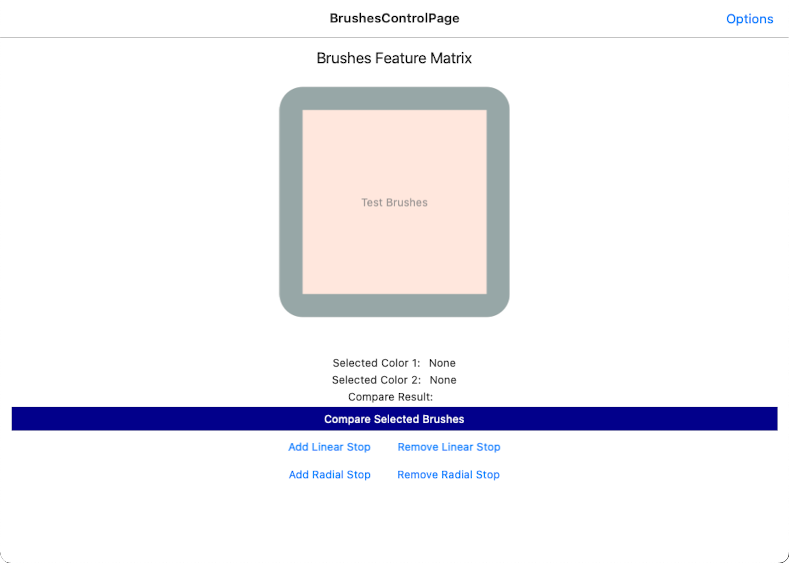 BrushesControlPage
Options
Brushes Feature Matrix
Test Brushes
Selected Color 1: None
Selected Color 2: None
Compare Result:
Compare Selected Brushes
Add Linear Stop Remove Linear Stop
Add Radial Stop Remove Radial Stop